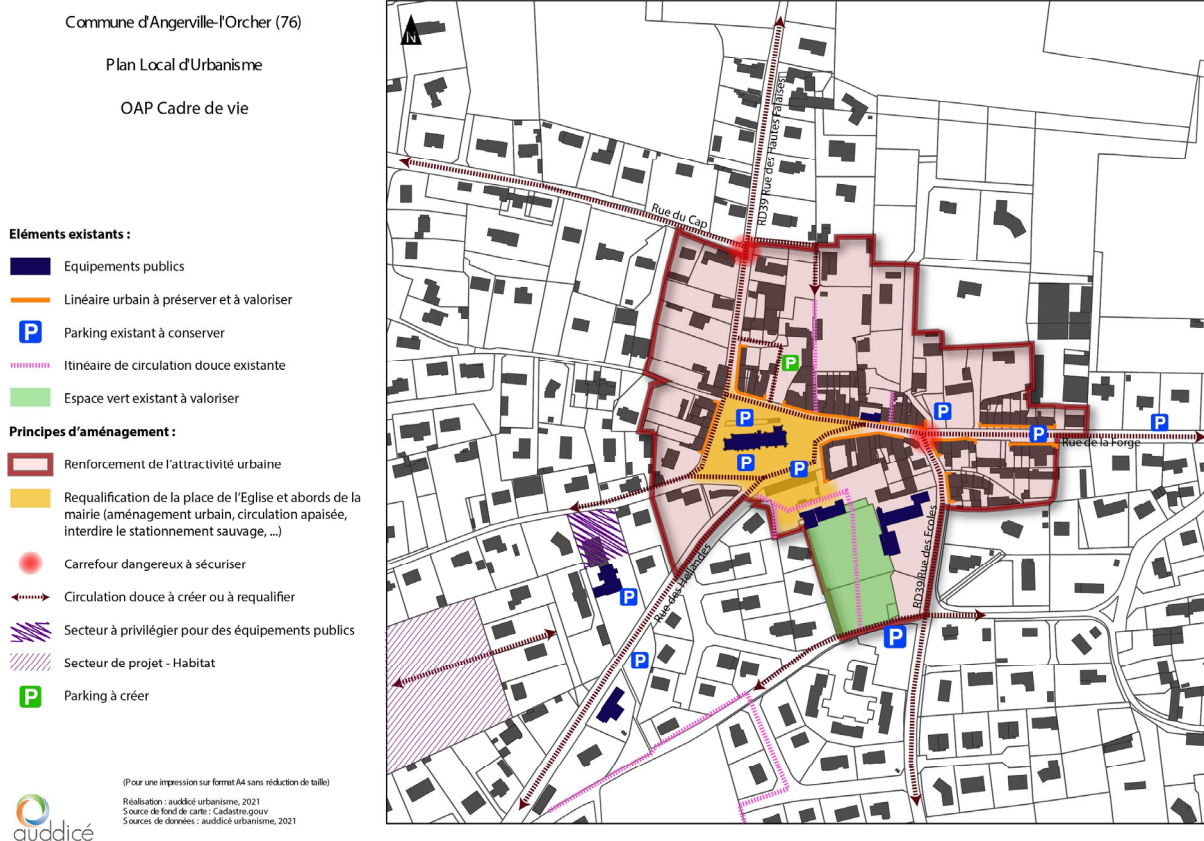 Commune d'Angerville-l'Orcher (76)
Plan Local d'Urbanisme
OAP Cadre de vie
Eléments existants :
Equipements publics
Linéaire urbain à préserver et à valoriser
P
Parking existant à conserver
Itinéraire de circulation douce existante
Espace vert existant à valoriser
Principes d'aménagement :
Renforcement de l'attractivité urbaine
Requalification de la place de l'Eglise et abords de la
mairie (aménagement urbain, circulation apaisée,
interdire le stationnement sauvage, ...)
Carrefour dangereux à sécuriser
Circulation douce à créer ou à requalifier
Secteur à privilégier pour des équipements publics
Secteur de projet - Habitat
P
Parking à créer
(Pour une impression sur format A4 sans réduction de taille)
Réalisation : auddicé urbanisme, 2021
Source de fond de carte : Cadastre.gouv
Sources de données : auddicé urbanisme, 2021
auddicé
N
RD39 Rue des Hautes Falaises
Rue du Cap
P
P
P
P
P
P
P
Rue de la Forge
RD39 Rue des Ecoles
Rue des Hellandes
P
P
P